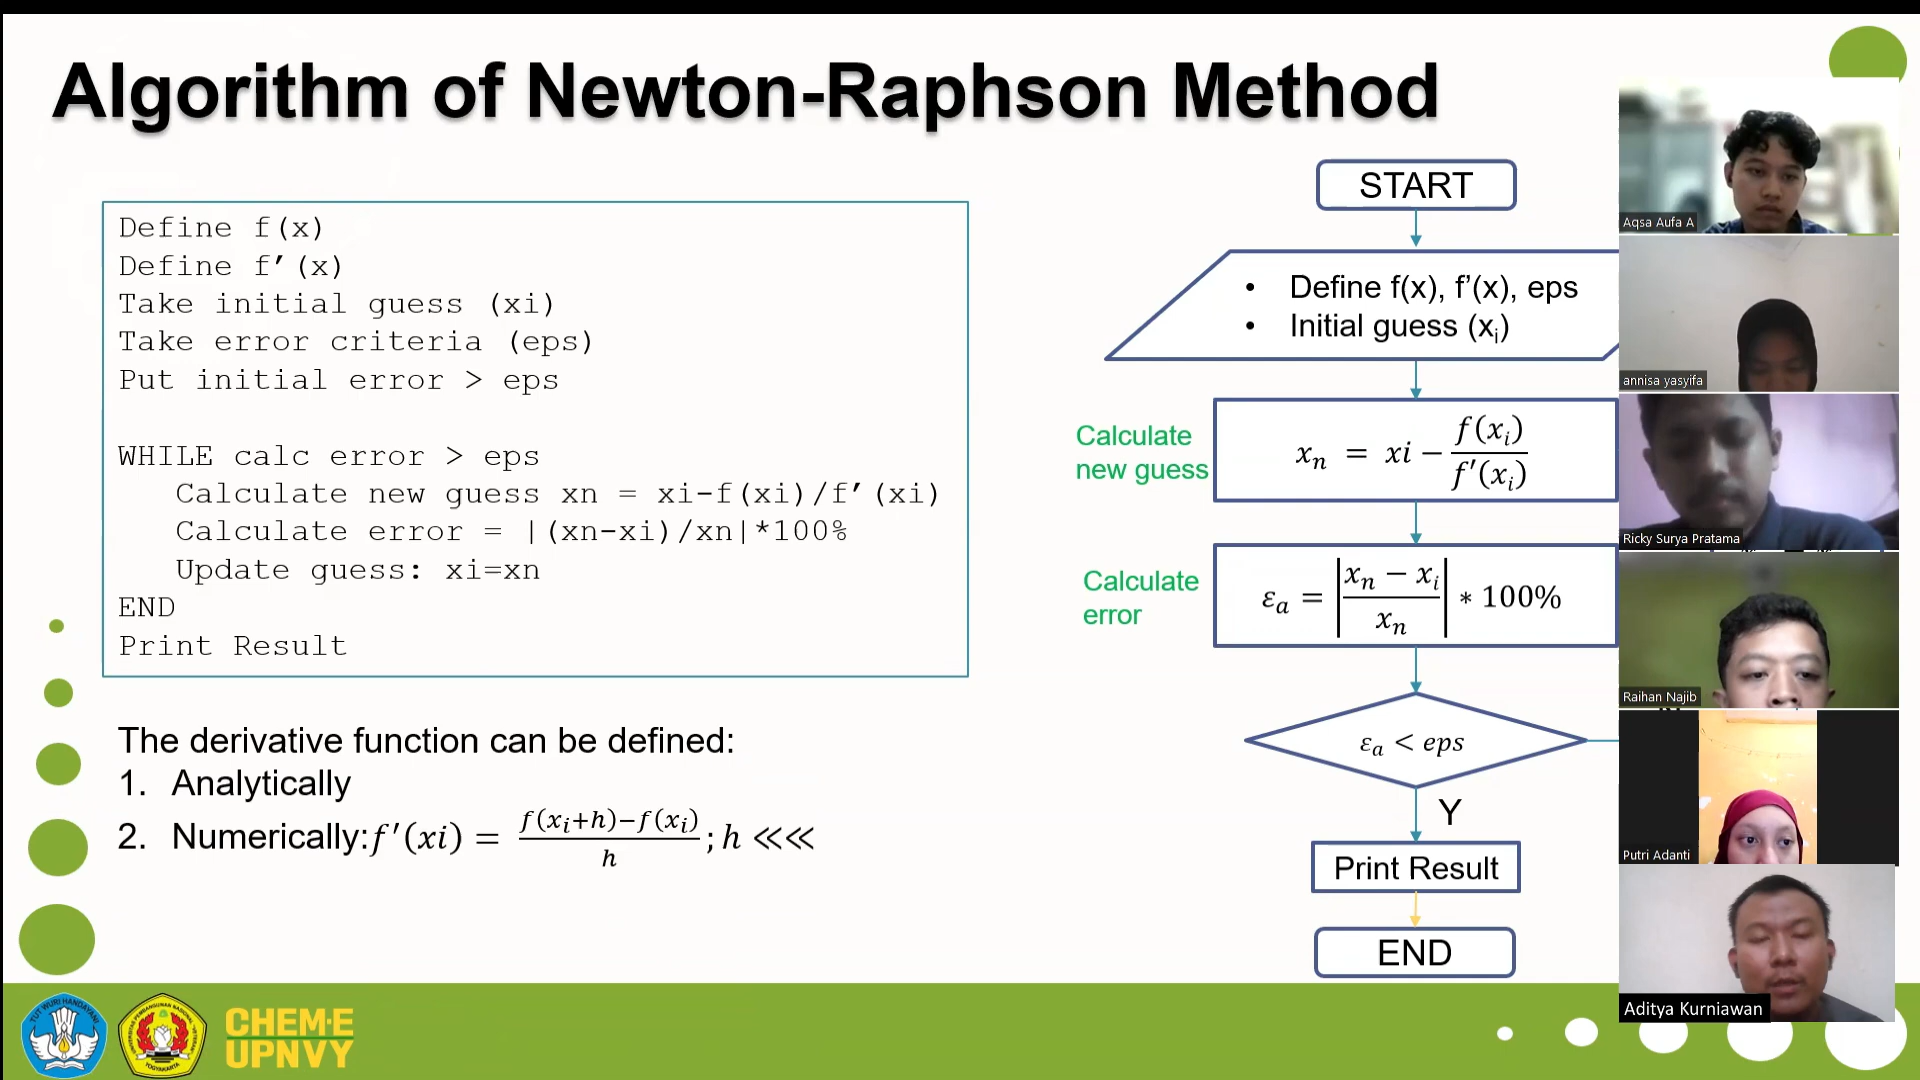 Algorithm of Newton-Raphson Method
Define f(x)
Define f’(x)
Take initial guess (xi)
Take error criteria (eps)
Put initial error > eps
WHILE calc error > eps
Calculate new guess xn = xi-f(xi)/f’(xi)
Calculate error = |(xn-xi)/xn|*100%
Update guess: xi=xn
END
Print Result
The derivative function can be defined:
1. Analytically
2. Numerically:f′(xi) = (f(xᵢ+h)−f(xᵢ))/h ; h ⋘
START
• Define f(x), f’(x), eps
• Initial guess (xᵢ)
Calculate
new guess
xₙ = xi − f(xᵢ)/f′(xᵢ)
Calculate
error
εₐ = |(xₙ − xᵢ)/xₙ| ∗ 100%
εₐ < eps
Y
Print Result
END
Aqsa Aufa A
annisa yasyifa
Ricky Surya Pratama
Raihan Najib
Putri Adanti
Aditya Kurniawan
TUT WURI HANDAYANI
YOGYAKARTA
CHEM-E
UPNVY